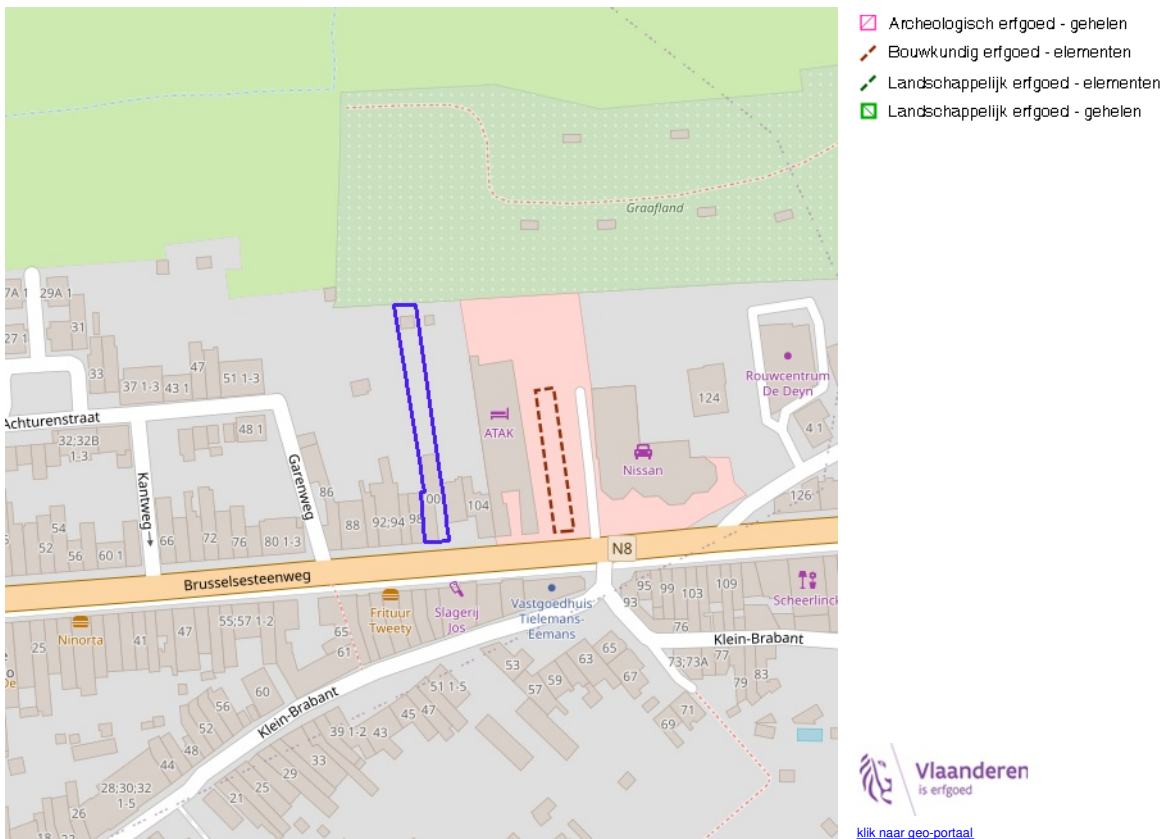 Archeologisch erfgoed - gehelen
Bouwkundig erfgoed - elementen
Landschappelijk erfgoed - elementen
Landschappelijk erfgoed - gehelen
Graafland
7A 1
29A 1
27 1
31
33
37 1-3
43 1
47
51 1-3
Achturenstraat
32;32B
1-3
48 1
Kantweg
Garenweg
86
88
92;94
98
00
104
ATAK
Nissan
124
Rouwcentrum
De Deyn
4 1
126
54
52
56
60 1
66
72
76
80 1-3
N8
Brusselsesteenweg
Ninorta
25
41
47
55;57 1-2
65
61
Frituur
Tweety
Slagerij
Jos
Vastgoedhuis
Tielemans-
Eemans
95
99
103
109
93
Scheerlinck
76
Klein-Brabant
73;73A
77
79
83
71
69
53
57
59
63
65
67
60
56
52
48
44
Klein-Brabant
51 1-5
45
47
39 1-2
43
33
29
25
21
28;30;32
1-5
26
18
De
Vlaanderen
is erfgoed
klik naar geo-portaal